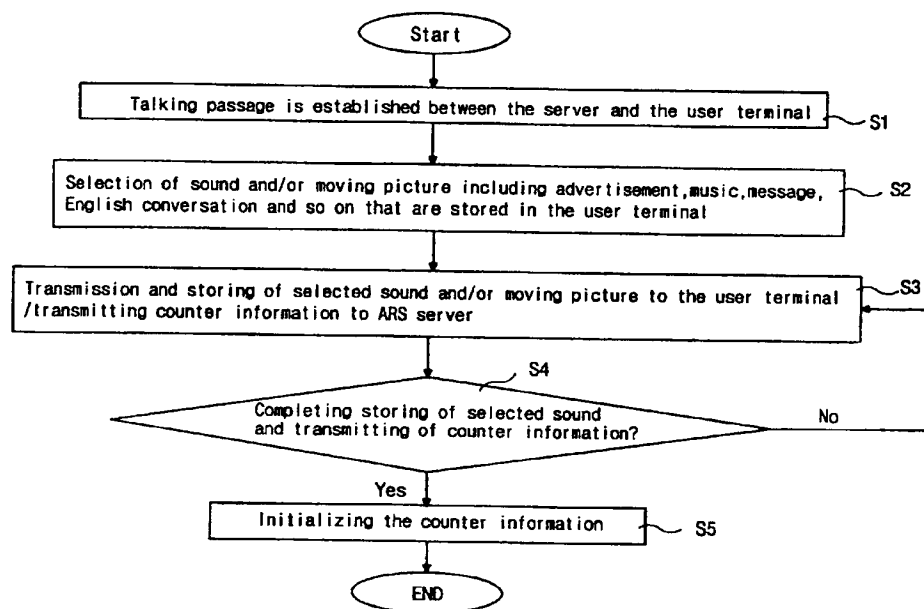 Start
Talking passage is established between the server and the user terminal
S1
Selection of sound and/or moving picture including advertisement,music,message,
English conversation and so on that are stored in the user terminal
S2
Transmission and storing of selected sound and/or moving picture to the user terminal
/transmitting counter information to ARS server
S3
S4
Completing storing of selected sound
and transmitting of counter information?
No
Yes
Initializing the counter information
S5
END